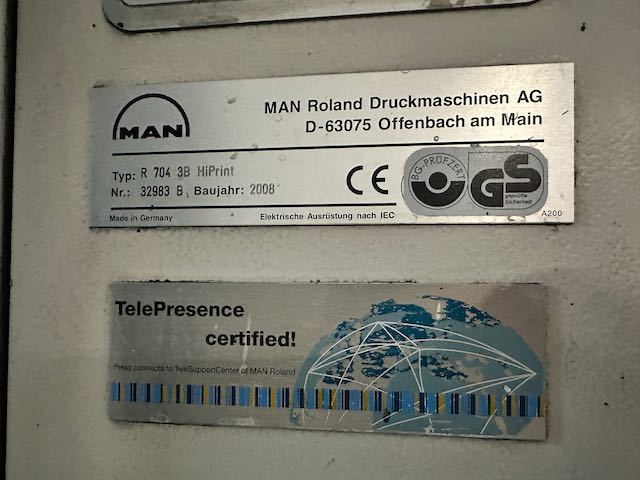 MAN
MAN Roland Druckmaschinen AG
D-63075 Offenbach am Main
Typ: R 704 3B HiPrint
Nr.: 32983 B Baujahr: 2008
CE
BG-PRÜFZERT
GS
geprüfte
Sicherheit
Made in Germany
Elektrische Ausrüstung nach IEC
A200
TelePresence
certified!
Press connects to TeleSupportCenter of MAN Roland